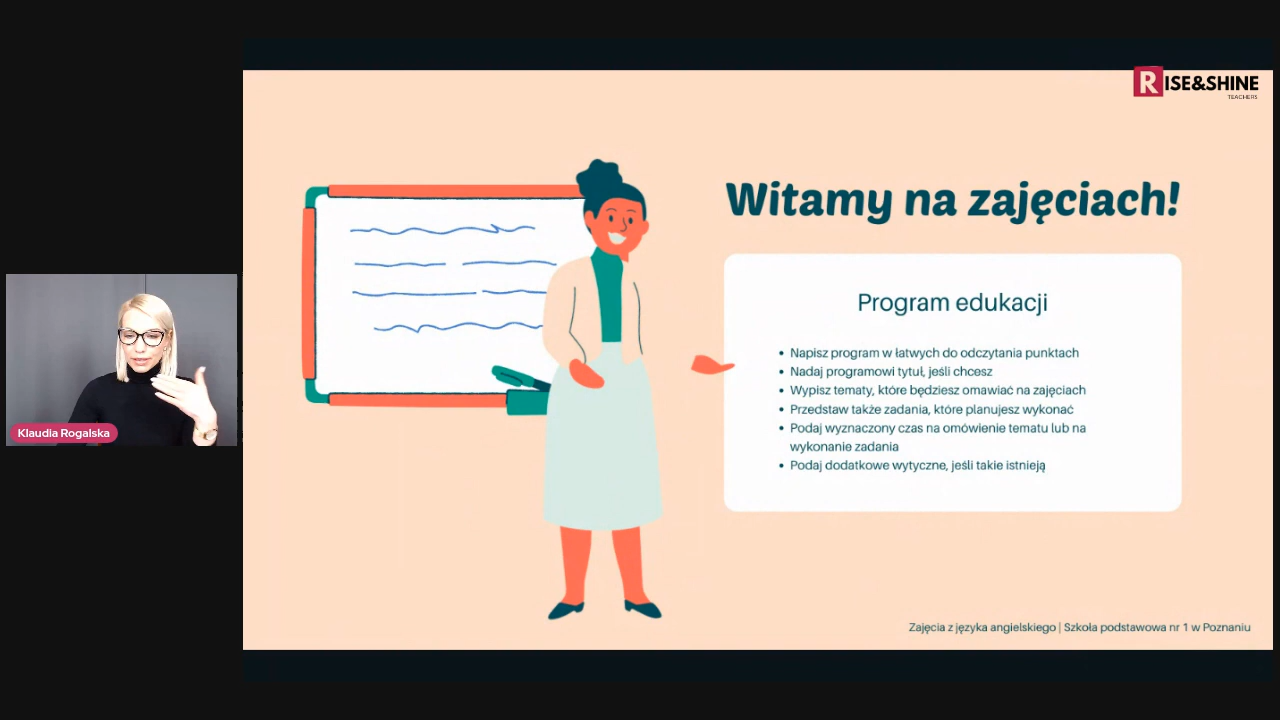 RISE&SHINE
TEACHERS
Witamy na zajęciach!
Program edukacji
• Napisz program w łatwych do odczytania punktach
• Nadaj programowi tytuł, jeśli chcesz
• Wypisz tematy, które będziesz omawiać na zajęciach
• Przedstaw także zadania, które planujesz wykonać
• Podaj wyznaczony czas na omówienie tematu lub na
wykonanie zadania
• Podaj dodatkowe wytyczne, jeśli takie istnieją
Klaudia Rogalska
Zajęcia z języka angielskiego | Szkoła podstawowa nr 1 w Poznaniu